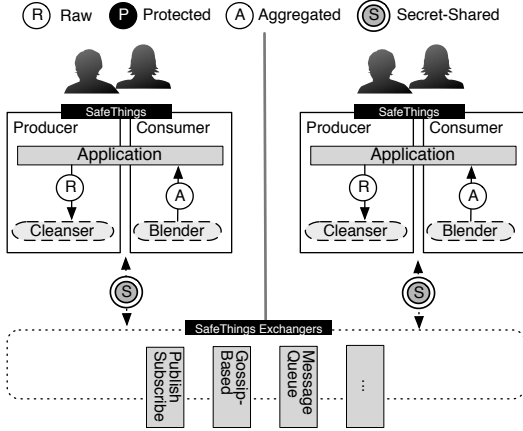 R Raw P Protected A Aggregated S Secret-Shared
SafeThings
Producer Consumer
Application
R
A
Cleanser Blender
S
SafeThings
Producer Consumer
Application
R
A
Cleanser Blender
S
SafeThings Exchangers
Publish
Subscribe
Gossip-
Based
Message
Queue
...